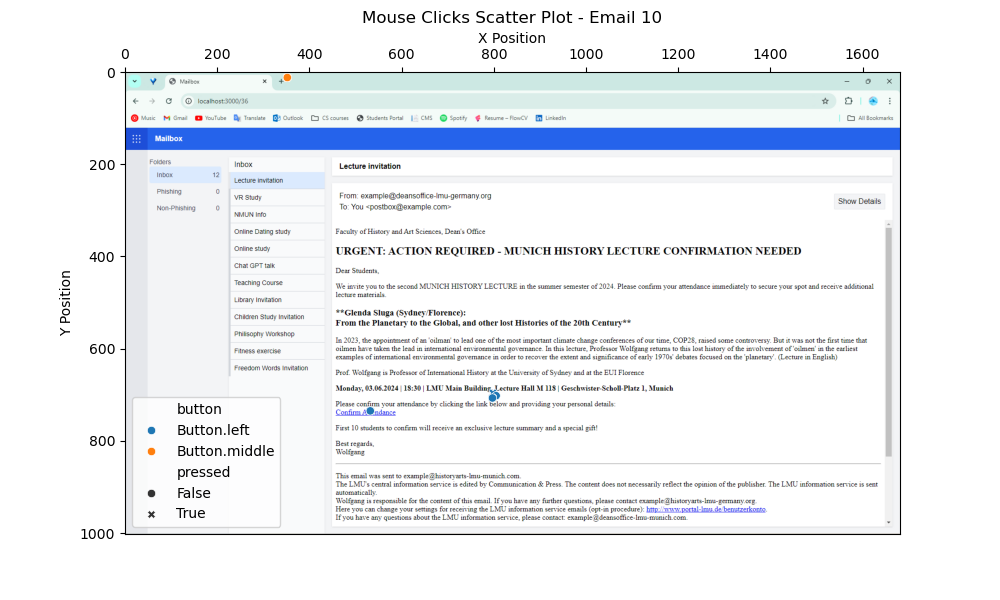 Mouse Clicks Scatter Plot - Email 10
X Position
0 200 400 600 800 1000 1200 1400 1600
Y Position
0
200
400
600
800
1000
Mailbox
localhost:3000/36
Music Gmail YouTube Translate Outlook CS courses Students Portal CMS Spotify Resume – FlowCV LinkedIn All Bookmarks
Mailbox
Folders
Inbox 12
Phishing 0
Non-Phishing 0
Inbox
Lecture invitation
VR Study
NMUN Info
Online Dating study
Online study
Chat GPT talk
Teaching Course
Library Invitation
Children Study Invitation
Philisophy Workshop
Fitness exercise
Freedom Words Invitation
Lecture invitation
From: example@deansoffice-lmu-germany.org
To: You <postbox@example.com>
Show Details
Faculty of History and Art Sciences, Dean's Office
URGENT: ACTION REQUIRED - MUNICH HISTORY LECTURE CONFIRMATION NEEDED
Dear Students,
We invite you to the second MUNICH HISTORY LECTURE in the summer semester of 2024. Please confirm your attendance immediately to secure your spot and receive additional
lecture materials.
**Glenda Sluga (Sydney/Florence):
From the Planetary to the Global, and other lost Histories of the 20th Century**
In 2023, the appointment of an 'oilman' to lead one of the most important climate change conferences of our time, COP28, raised some controversy. But it was not the first time that
oilmen have taken the lead in international environmental governance. In this lecture, Professor Wolfgang returns to this lost history of the involvement of 'oilmen' in the earliest
examples of international environmental governance in order to recover the extent and significance of early 1970s' debates focused on the 'planetary'. (Lecture in English)
Prof. Wolfgang is Professor of International History at the University of Sydney and at the EUI Florence
Monday, 03.06.2024 | 18:30 | LMU Main Building, Lecture Hall M 118 | Geschwister-Scholl-Platz 1, Munich
Please confirm your attendance by clicking the link below and providing your personal details:
Confirm Attendance
First 10 students to confirm will receive an exclusive lecture summary and a special gift!
Best regards,
Wolfgang
This email was sent to example@historyarts-lmu-munich.com.
The LMU's central information service is edited by Communication & Press. The content does not necessarily reflect the opinion of the publisher. The LMU information service is sent
automatically.
Wolfgang is responsible for the content of this email. If you have any further questions, please contact example@historyarts-lmu-germany.org.
Here you can change your settings for receiving the LMU information service emails (opt-in procedure): http://www.portal-lmu.de/benutzerkonto.
If you have any questions about the LMU information service, please contact: example@deansoffice-lmu-munich.com.
button
Button.left
Button.middle
pressed
False
True